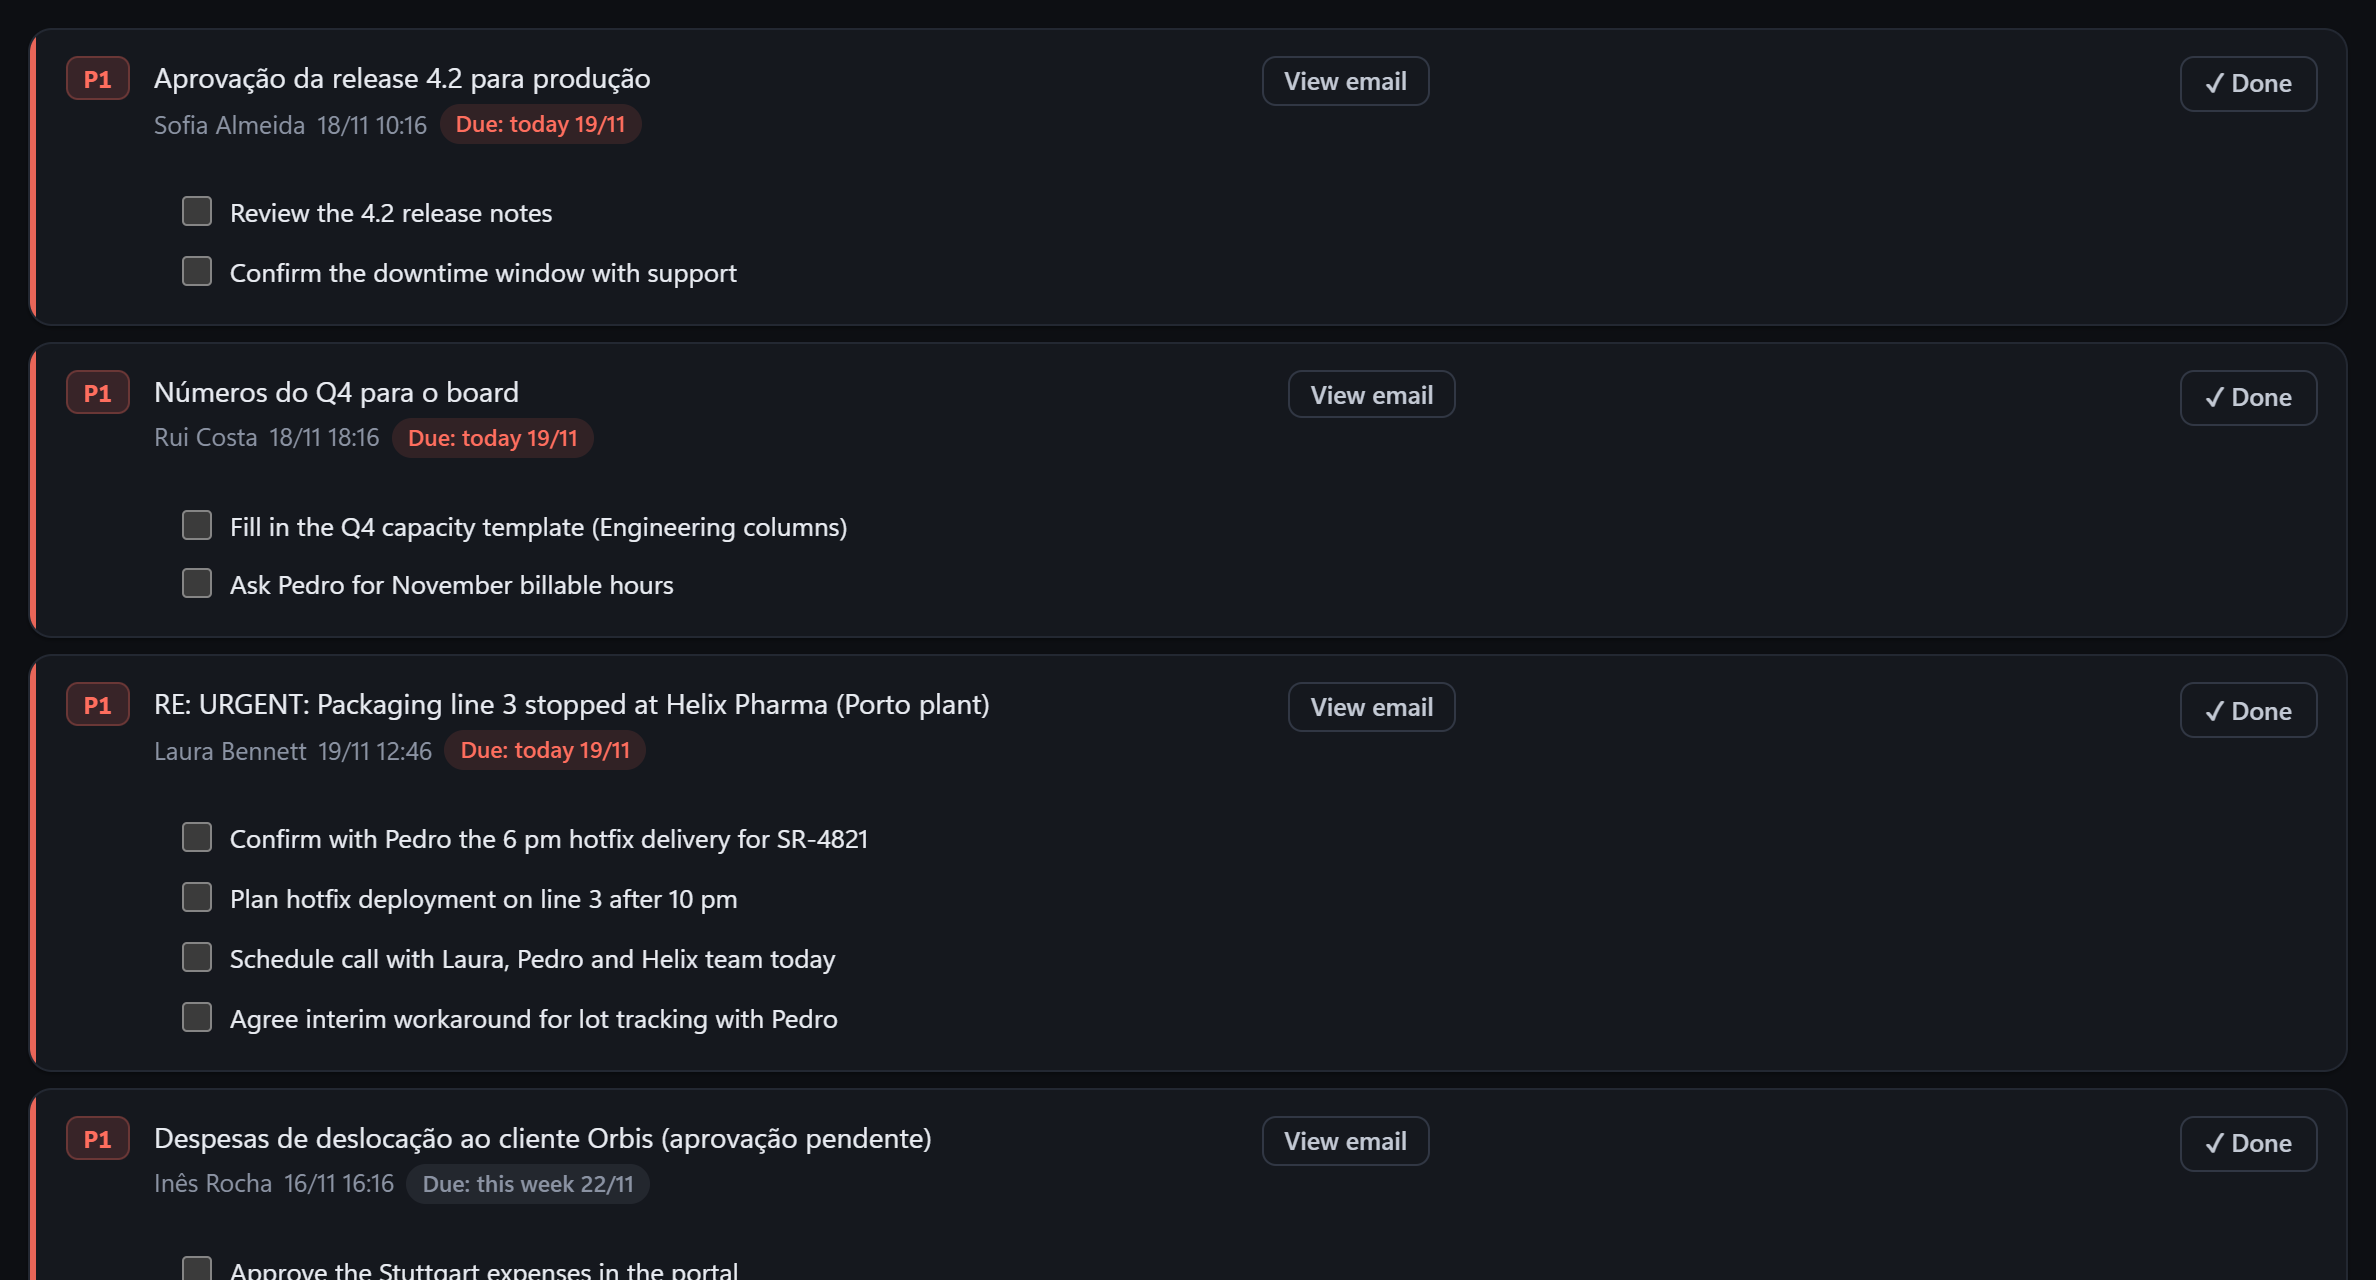 P1 Aprovação da release 4.2 para produção View email ✓ Done
Sofia Almeida 18/11 10:16 Due: today 19/11
Review the 4.2 release notes
Confirm the downtime window with support
P1 Números do Q4 para o board View email ✓ Done
Rui Costa 18/11 18:16 Due: today 19/11
Fill in the Q4 capacity template (Engineering columns)
Ask Pedro for November billable hours
P1 RE: URGENT: Packaging line 3 stopped at Helix Pharma (Porto plant) View email ✓ Done
Laura Bennett 19/11 12:46 Due: today 19/11
Confirm with Pedro the 6 pm hotfix delivery for SR-4821
Plan hotfix deployment on line 3 after 10 pm
Schedule call with Laura, Pedro and Helix team today
Agree interim workaround for lot tracking with Pedro
P1 Despesas de deslocação ao cliente Orbis (aprovação pendente) View email ✓ Done
Inês Rocha 16/11 16:16 Due: this week 22/11
Approve the Stuttgart expenses in the portal